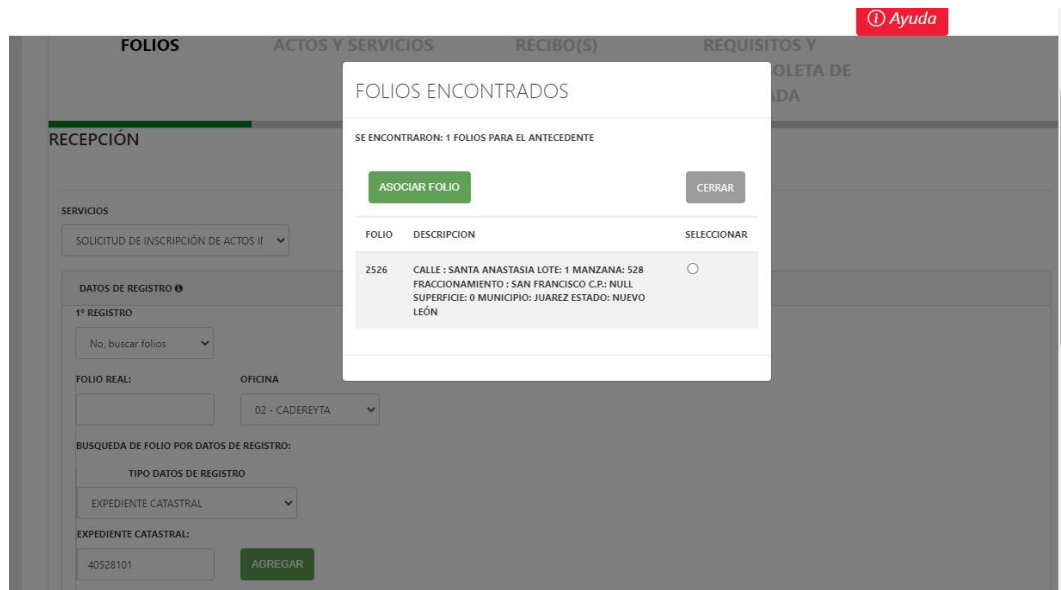 Ayuda
FOLIOS
ACTOS Y SERVICIOS
RECIBO(S)
REQUISITOS Y
OLETA DE
ADA
RECEPCIÓN
SERVICIOS
SOLICITUD DE INSCRIPCIÓN DE ACTOS II
DATOS DE REGISTRO
1º REGISTRO
No, buscar folios
FOLIO REAL:
OFICINA
02 - CADEREYTA
BUSQUEDA DE FOLIO POR DATOS DE REGISTRO:
TIPO DATOS DE REGISTRO
EXPEDIENTE CATASTRAL
EXPEDIENTE CATASTRAL:
40528101
AGREGAR
FOLIOS ENCONTRADOS
SE ENCONTRARON: 1 FOLIOS PARA EL ANTECEDENTE
ASOCIAR FOLIO
CERRAR
FOLIO DESCRIPCION SELECCIONAR
2526 CALLE : SANTA ANASTASIA LOTE: 1 MANZANA: 528
FRACCIONAMIENTO : SAN FRANCISCO C.P.: NULL
SUPERFICIE: 0 MUNICIPIO: JUAREZ ESTADO: NUEVO
LEÓN